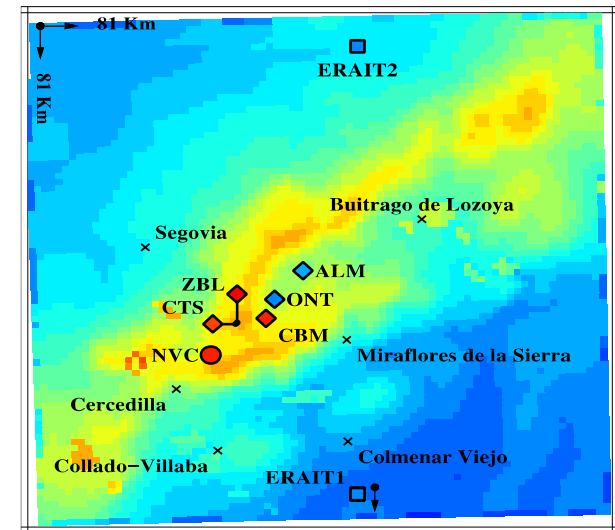 81 Km
81 Km
ERAIT2
Buitrago de Lozoya
Segovia
ALM
ZBL
ONT
CTS
CBM
NVC
Miraflores de la Sierra
Cercedilla
Collado−Villaba
Colmenar Viejo
ERAIT1